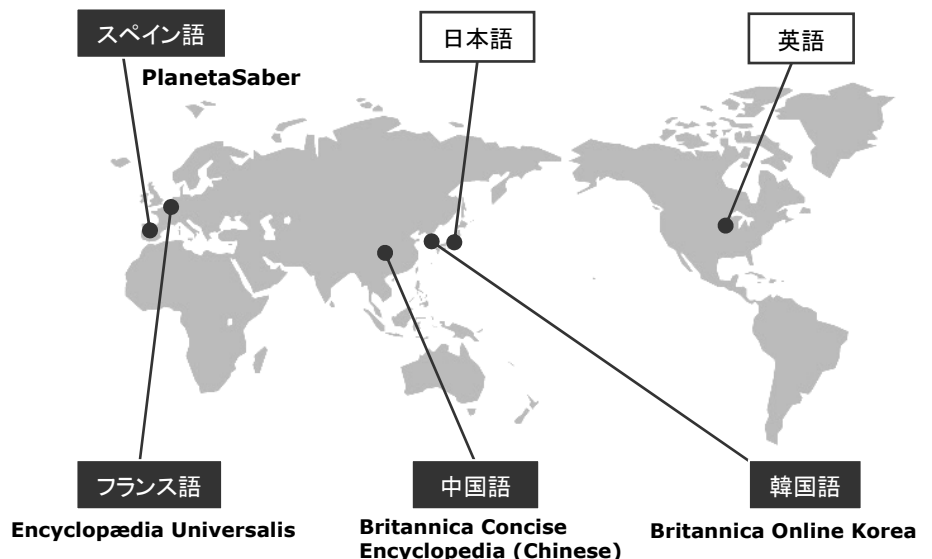 スペイン語
日本語
英語
PlanetaSaber
フランス語
中国語
韓国語
Encyclopædia Universalis
Britannica Concise
Encyclopedia (Chinese)
Britannica Online Korea